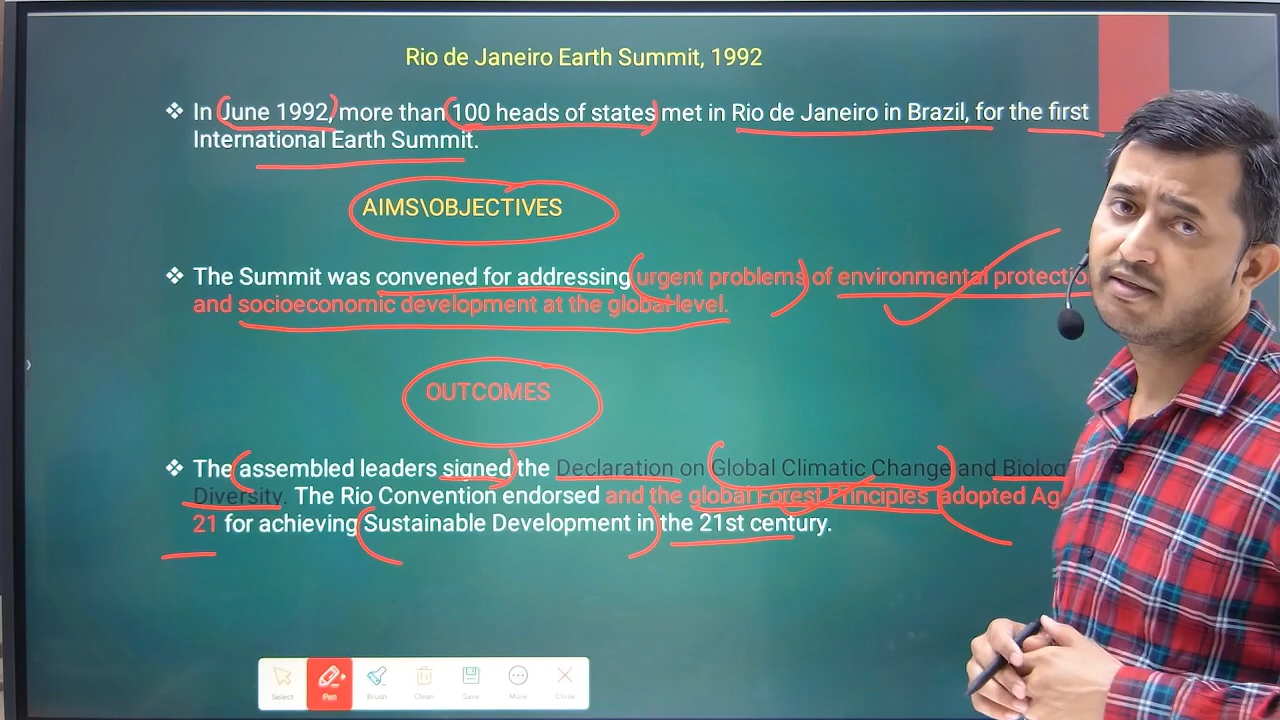 Rio de Janeiro Earth Summit, 1992
❖ In June 1992, more than 100 heads of states met in Rio de Janeiro in Brazil, for the first
International Earth Summit.
AIMS\OBJECTIVES
❖ The Summit was convened for addressing urgent problems of environmental protectio
and socioeconomic development at the global level.
OUTCOMES
❖ The assembled leaders signed the Declaration on Global Climatic Change and Biolog
Diversity. The Rio Convention endorsed and the global Forest Principles adopted Ag
21 for achieving Sustainable Development in the 21st century.
Select Pen Brush Clean Save More Close